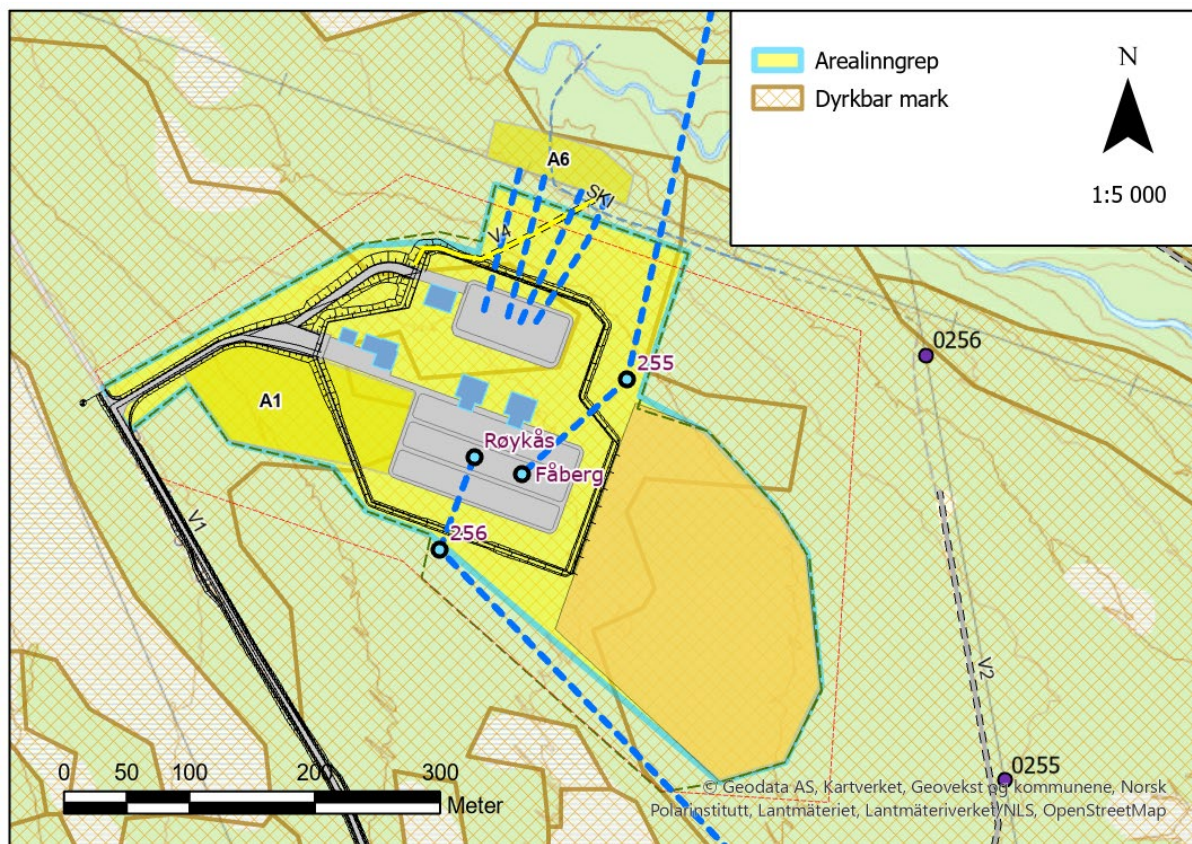 Arealinngrep
Dyrkbar mark
N
1:5 000
A6
SKI
V4
0256
255
A1
Røykås
Fåberg
256
V1
V2
0255
0 50 100 200 300
Meter
© Geodata AS, Kartverket, Geovekst og kommunene, Norsk
Polarinstitutt, Lantmäteriet, Lantmäteriverket/NLS, OpenStreetMap